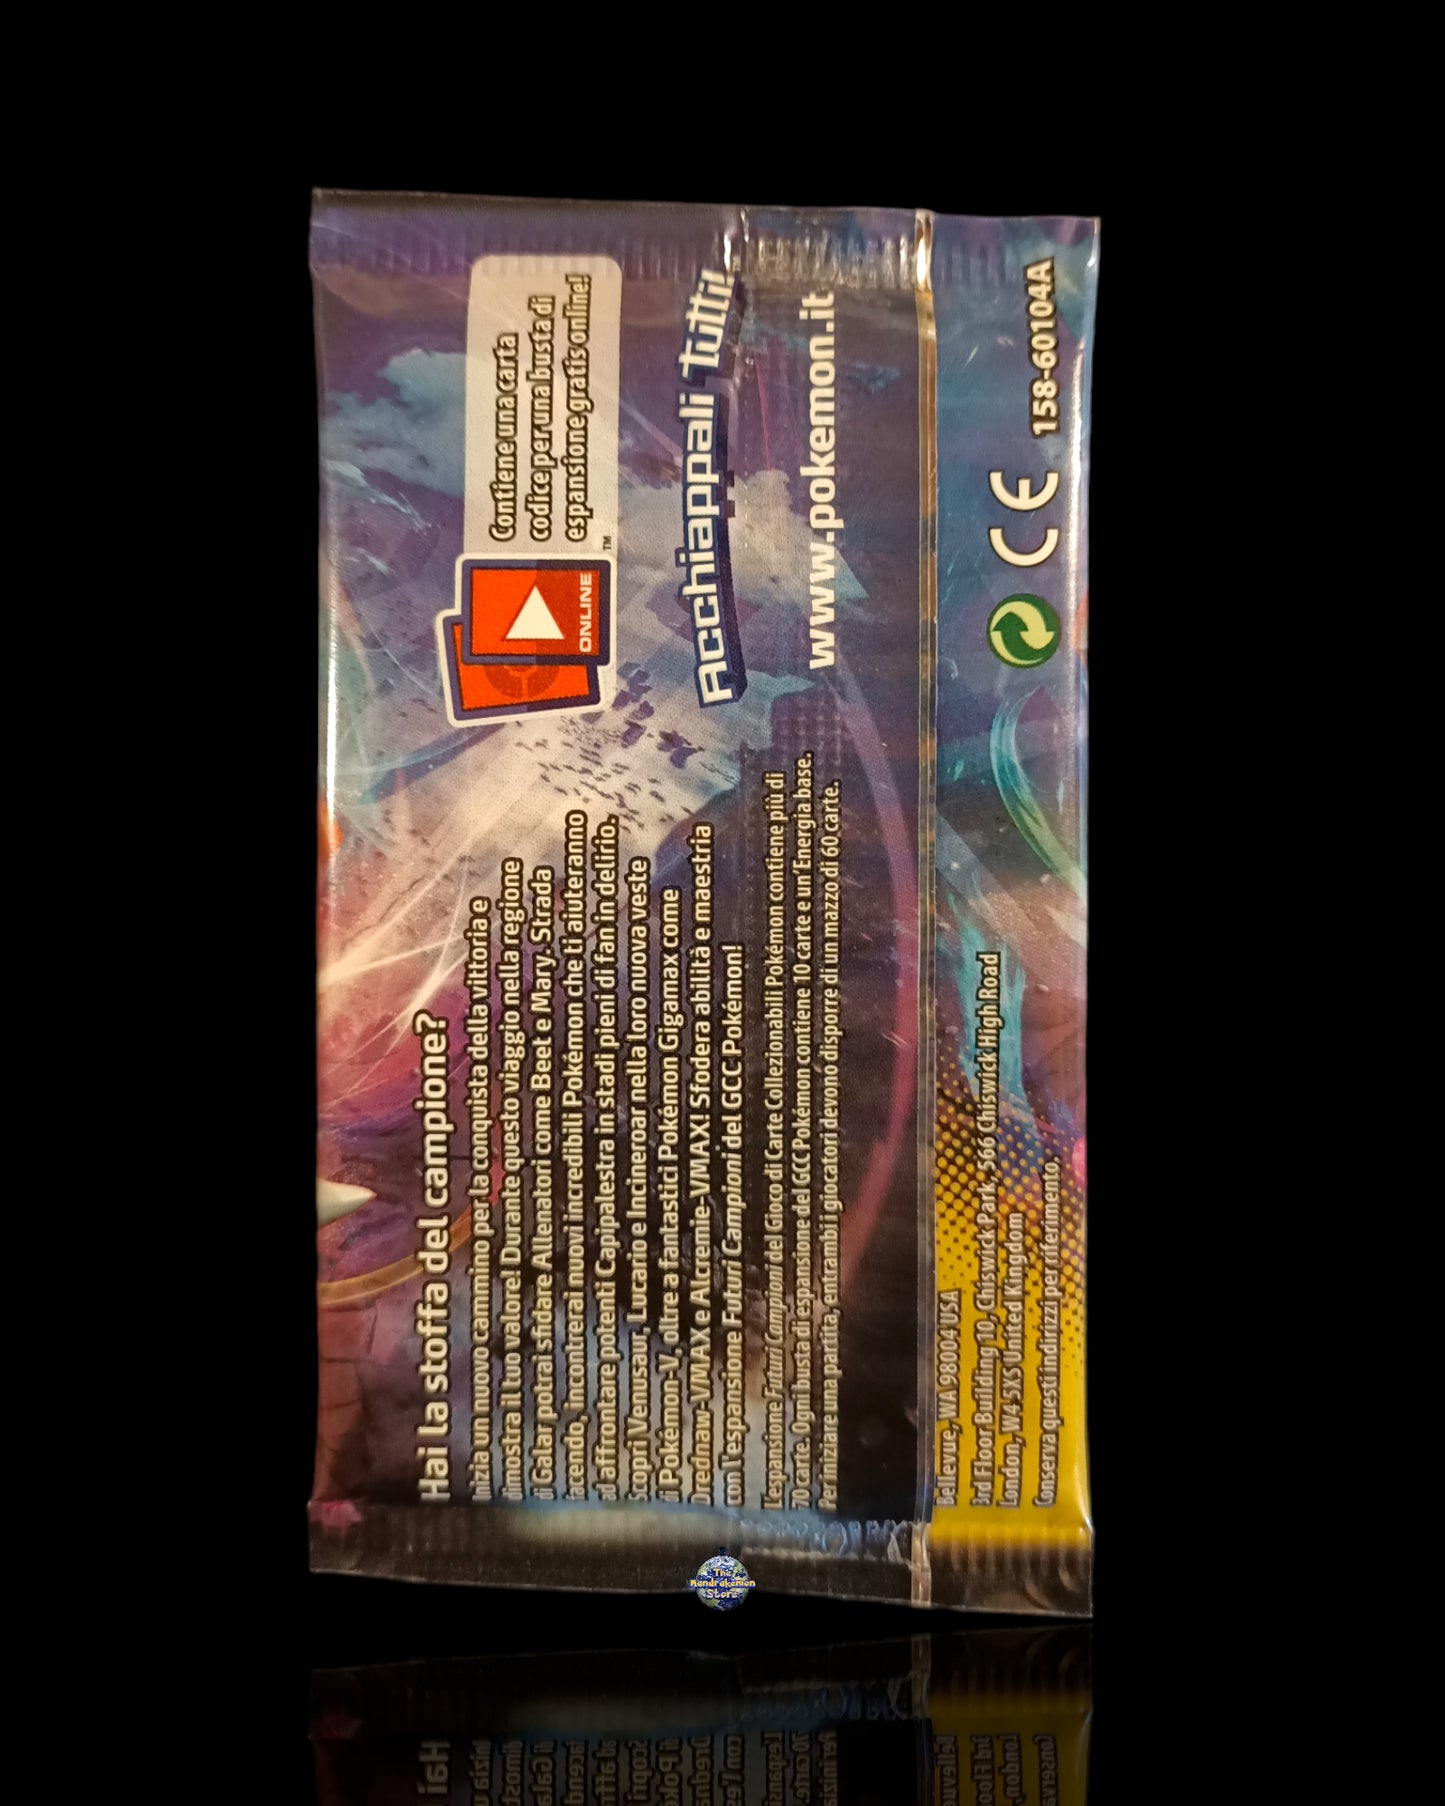 Hai la stoffa del campione?
Inizia un nuovo cammino per la conquista della vittoria e
dimostra il tuo valore! Durante questo viaggio nella regione
di Galar potrai sfidare Allenatori come Beet e Mary. Strada
facendo, incontrerai nuovi incredibili Pokémon che ti aiuteranno
ad affrontare potenti Capipalestra in stadi pieni di fan in delirio.
Scopri Venusaur, Lucario e Incineroar nella loro nuova veste
di Pokémon-V, oltre a fantastici Pokémon Gigamax come
Drednaw-VMAX e Alcremie-VMAX! Sfodera abilità e maestria
con l'espansione Futuri Campioni del GCC Pokémon!
L'espansione Futuri Campioni del Gioco di Carte Collezionabili Pokémon contiene più di
70 carte. Ogni busta di espansione del GCC Pokémon contiene 10 carte e un'Energia base.
Per iniziare una partita, entrambi i giocatori devono disporre di un mazzo di 60 carte.
ONLINE
TM
Contiene una carta
codice per una busta di
espansione gratis online!
Acchiappali Tutti!
www.pokemon.it
Bellevue, WA 98004 USA
3rd Floor Building 10, Chiswick Park, 566 Chiswick High Road
London, W4 5XS United Kingdom
Conserva questi indirizzi per riferimento.
CE
158-60104A
The
Mandrakemon
Store